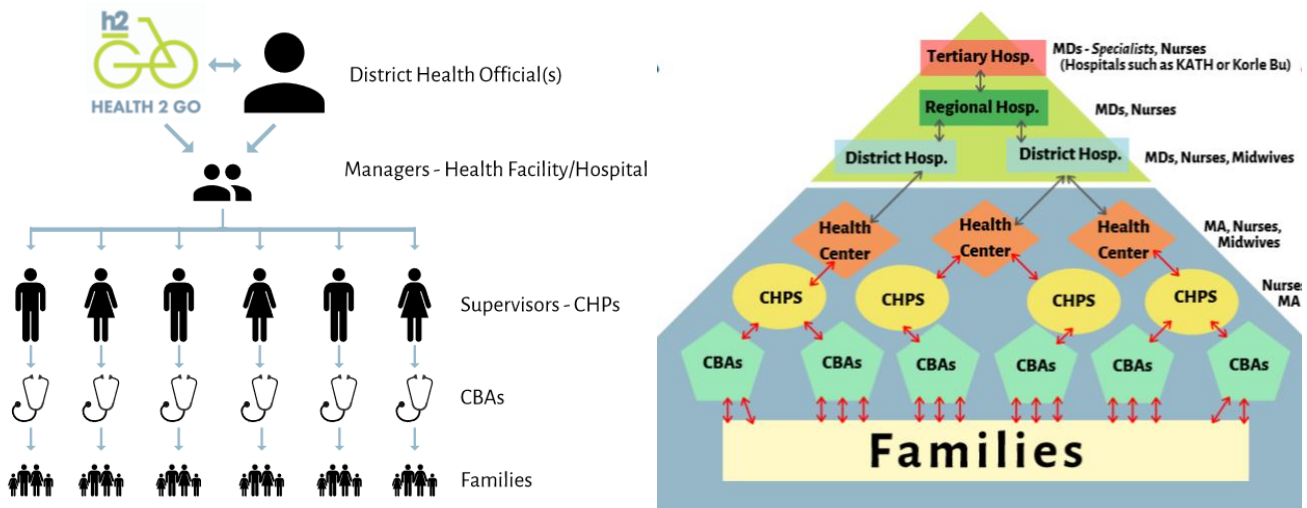 h2
HEALTH 2 GO
District Health Official(s)
Managers - Health Facility/Hospital
Supervisors - CHPs
CBAs
Families
Tertiary Hosp.
MDs - Specialists, Nurses
(Hospitals such as KATH or Korle Bu)
Regional Hosp.
MDs, Nurses
District Hosp.
District Hosp.
MDs, Nurses, Midwives
Health
Center
Health
Center
Health
Center
MA, Nurses,
Midwives
CHPS
CHPS
CHPS
CHPS
Nurses
MA
CBAs
CBAs
CBAs
CBAs
CBAs
CBAs
Families